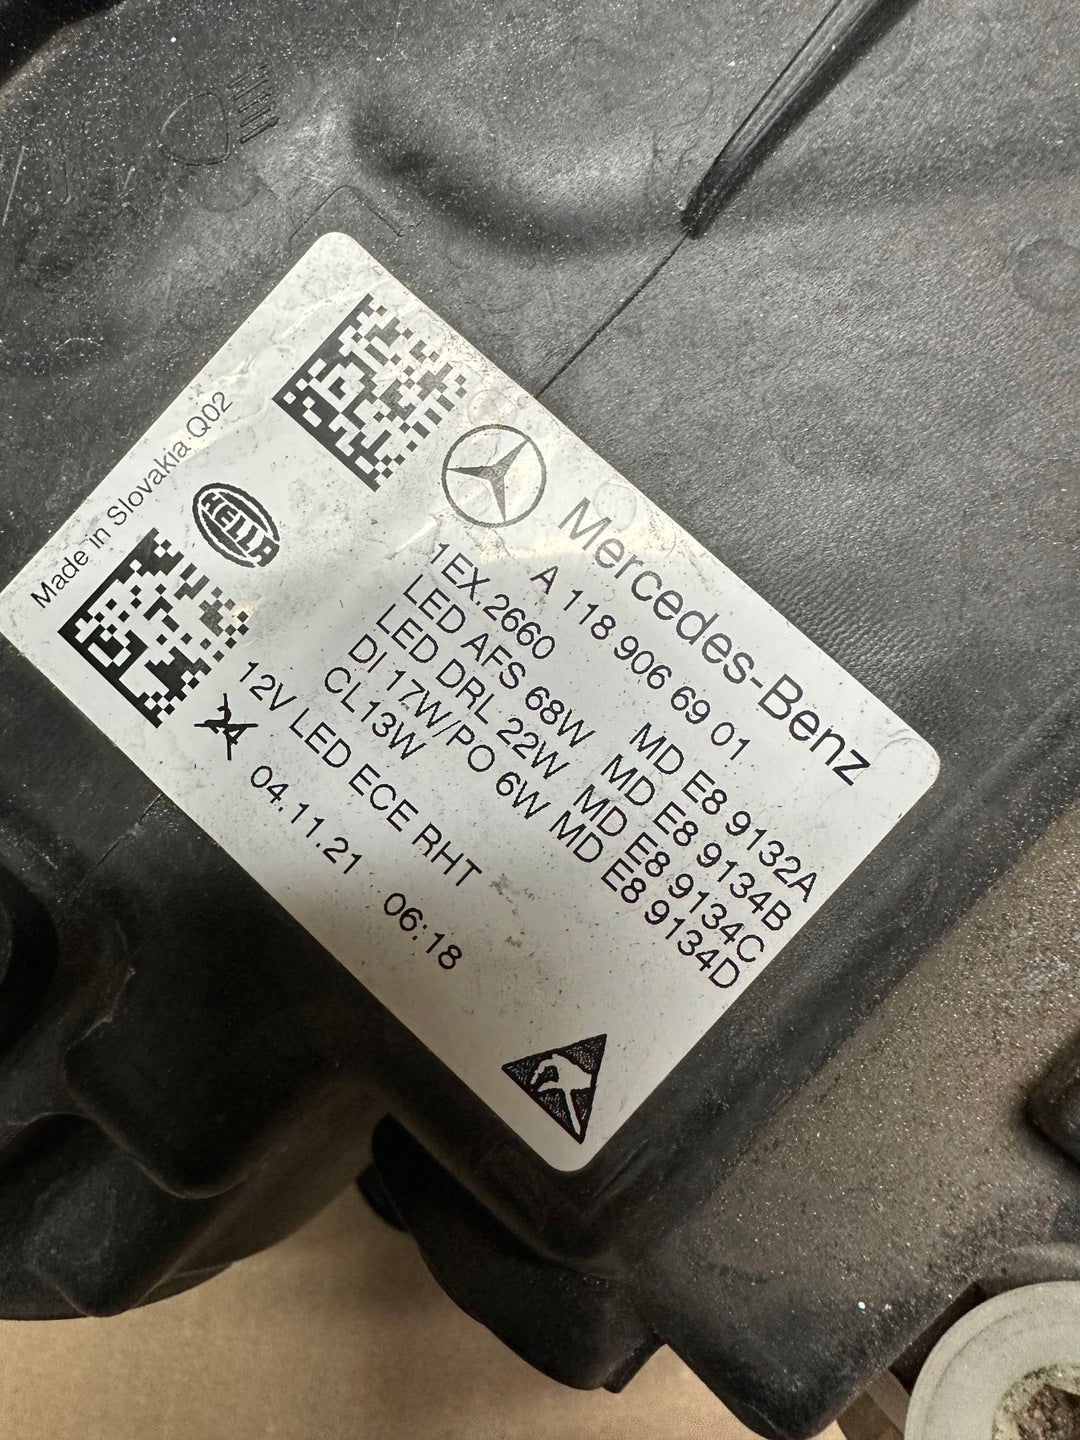 Made in Slovakia Q02
HELLA
Mercedes-Benz
A 118 906 69 01
1EX.2660 MD E8 9132A
LED AFS 68W MD E8 9134B
LED DRL 22W MD E8 9134C
DI 17W/PO 6W MD E8 9134D
CL13W
12V LED ECE RHT
24 04.11.21 06:18